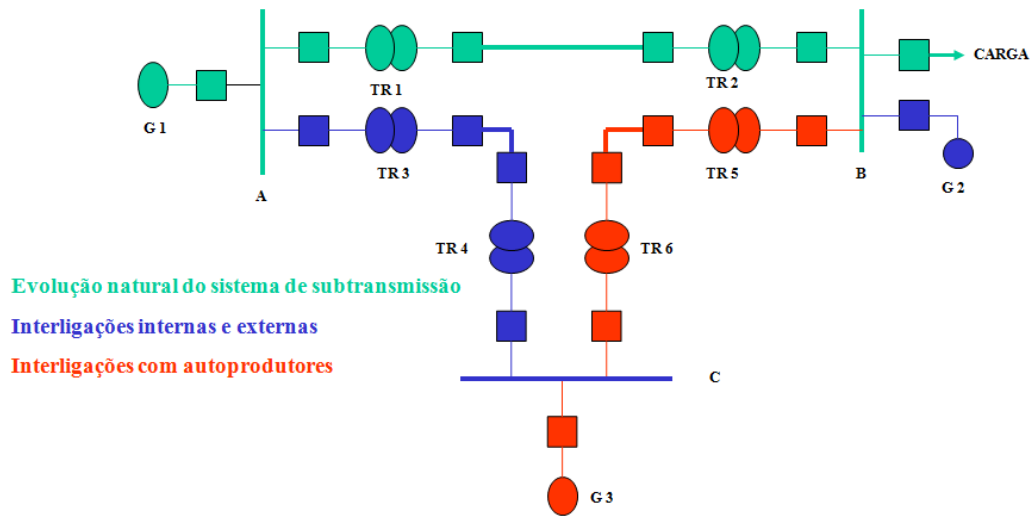 CARGA
G 1
TR 1
TR 2
A
TR 3
TR 5
B
G 2
TR 4
TR 6
Evolução natural do sistema de subtransmissão
Interligações internas e externas
Interligações com autoprodutores
C
G 3